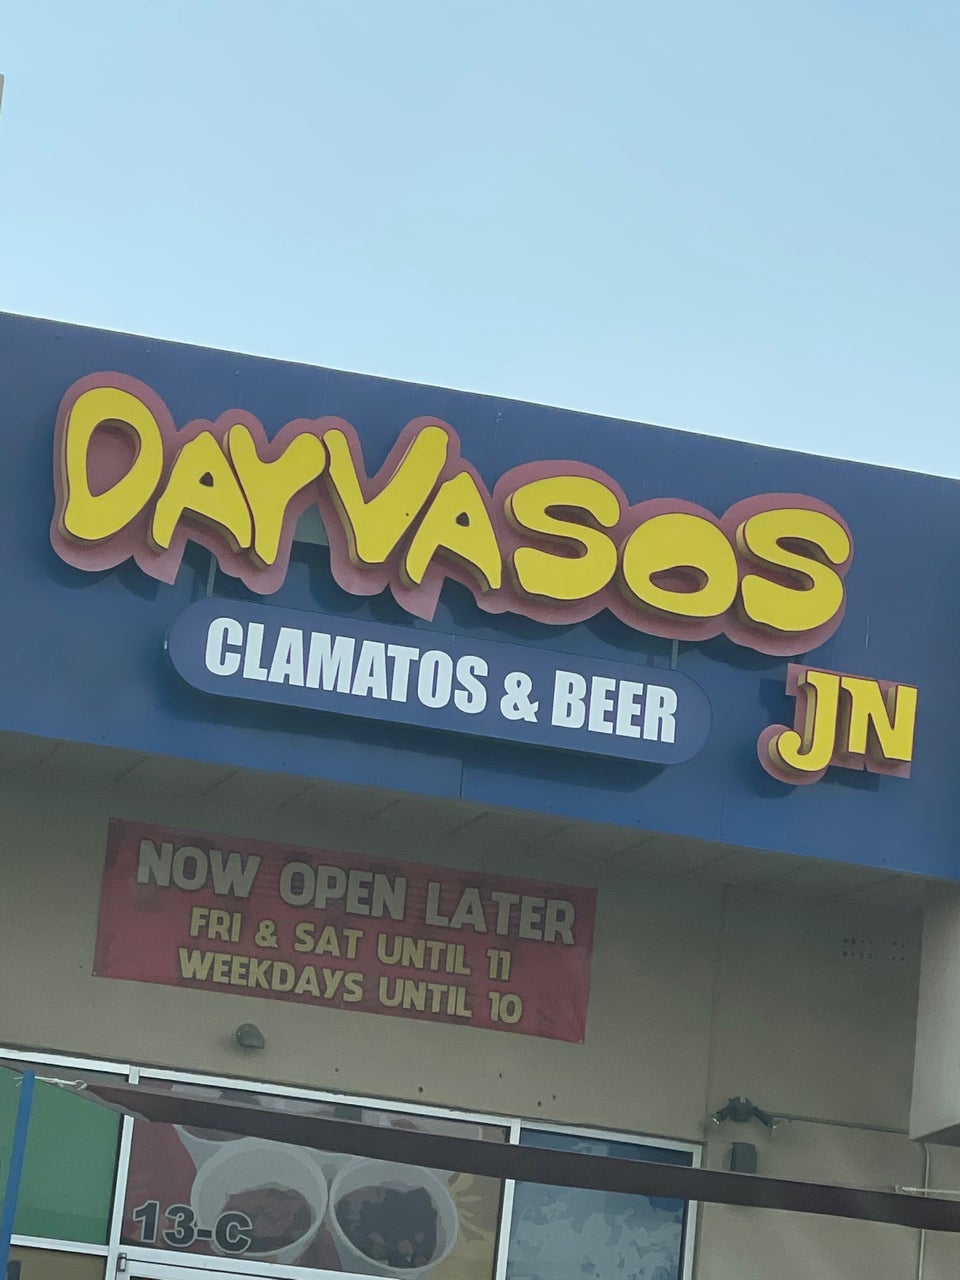 DAYVASOS
CLAMATOS & BEER
JN
NOW OPEN LATER
FRI & SAT UNTIL 11
WEEKDAYS UNTIL 10
13-C